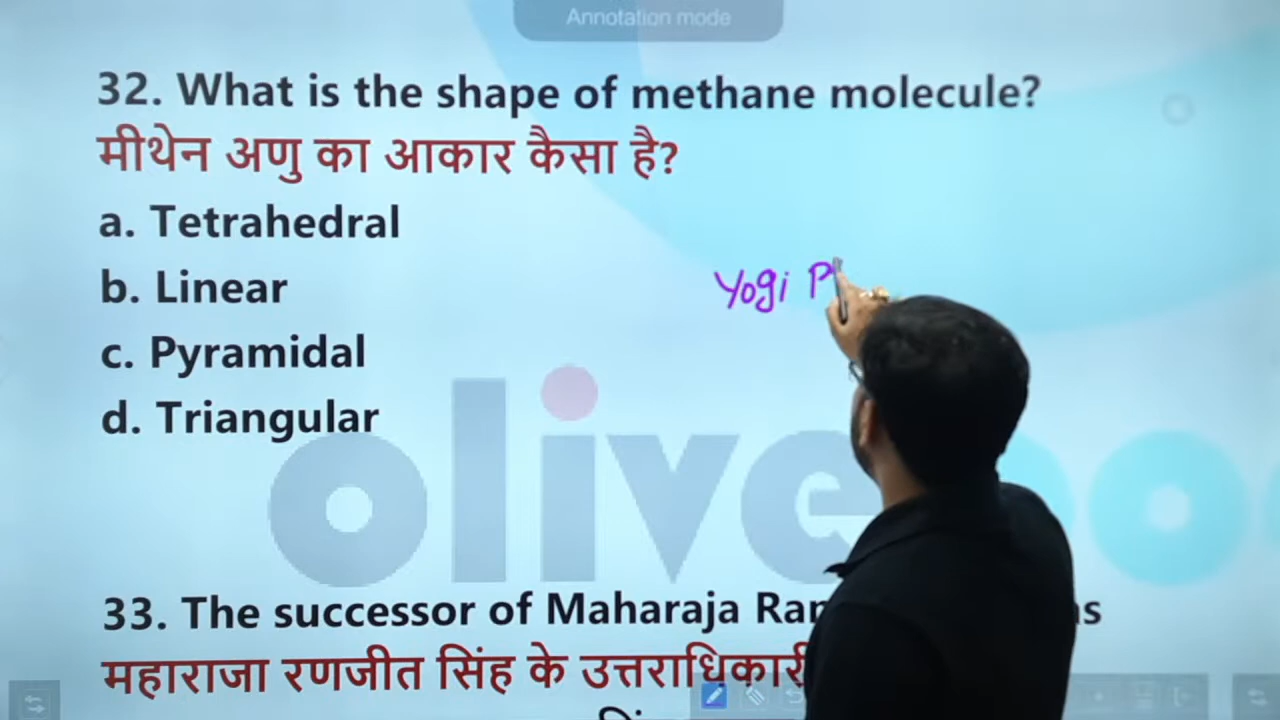 Annotation mode
32. What is the shape of methane molecule?
मीथेन अणु का आकार कैसा है?
a. Tetrahedral
b. Linear
Yogi P
c. Pyramidal
d. Triangular
olive
33. The successor of Maharaja
महाराजा रणजीत सिंह के उत्तराधिकारी